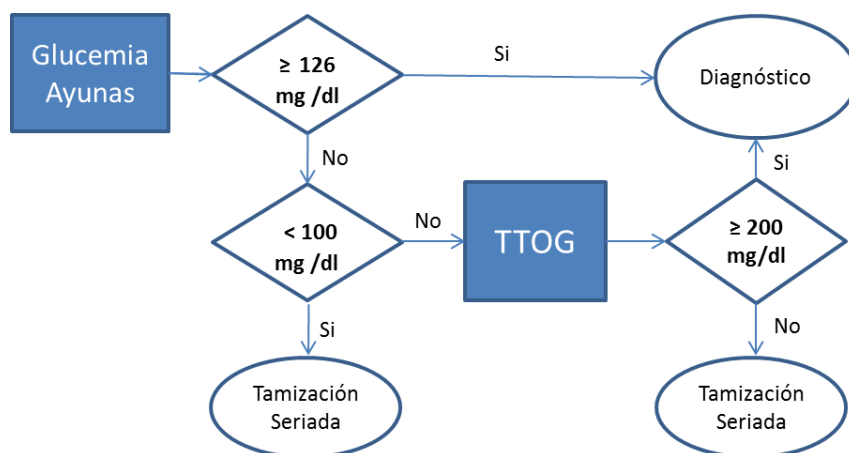 Glucemia
Ayunas
≥ 126
mg /dl
Si
Diagnóstico
No
Si
< 100
mg /dl
No
TTOG
≥ 200
mg/dl
Si
No
Tamización
Seriada
Tamización
Seriada